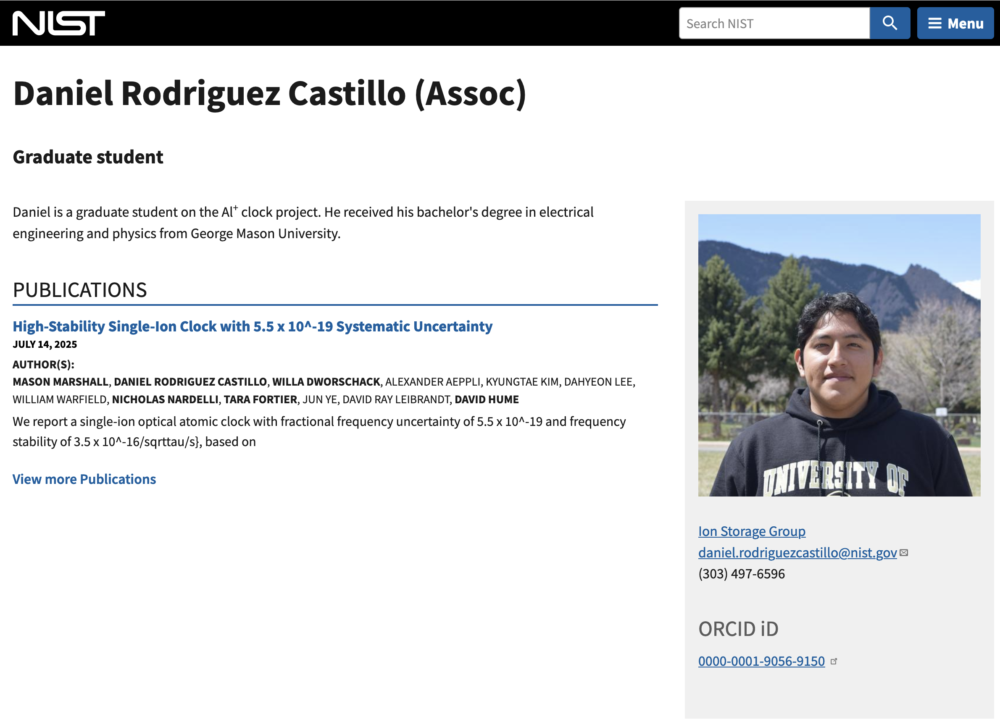 NIST
Search NIST
Menu
Daniel Rodriguez Castillo (Assoc)
Graduate student
Daniel is a graduate student on the Al⁺ clock project. He received his bachelor's degree in electrical
engineering and physics from George Mason University.
PUBLICATIONS
High-Stability Single-Ion Clock with 5.5 x 10^-19 Systematic Uncertainty
JULY 14, 2025
AUTHOR(S):
MASON MARSHALL, DANIEL RODRIGUEZ CASTILLO, WILLA DWORSCHACK, ALEXANDER AEPPLI, KYUNGTAE KIM, DAHYEON LEE,
WILLIAM WARFIELD, NICHOLAS NARDELLI, TARA FORTIER, JUN YE, DAVID RAY LEIBRANDT, DAVID HUME
We report a single-ion optical atomic clock with fractional frequency uncertainty of 5.5 x 10^-19 and frequency
stability of 3.5 x 10^-16/sqrttau/s}, based on
View more Publications
UNIVERSITY OF
Ion Storage Group
daniel.rodriguezcastillo@nist.gov
(303) 497-6596
ORCID iD
0000-0001-9056-9150